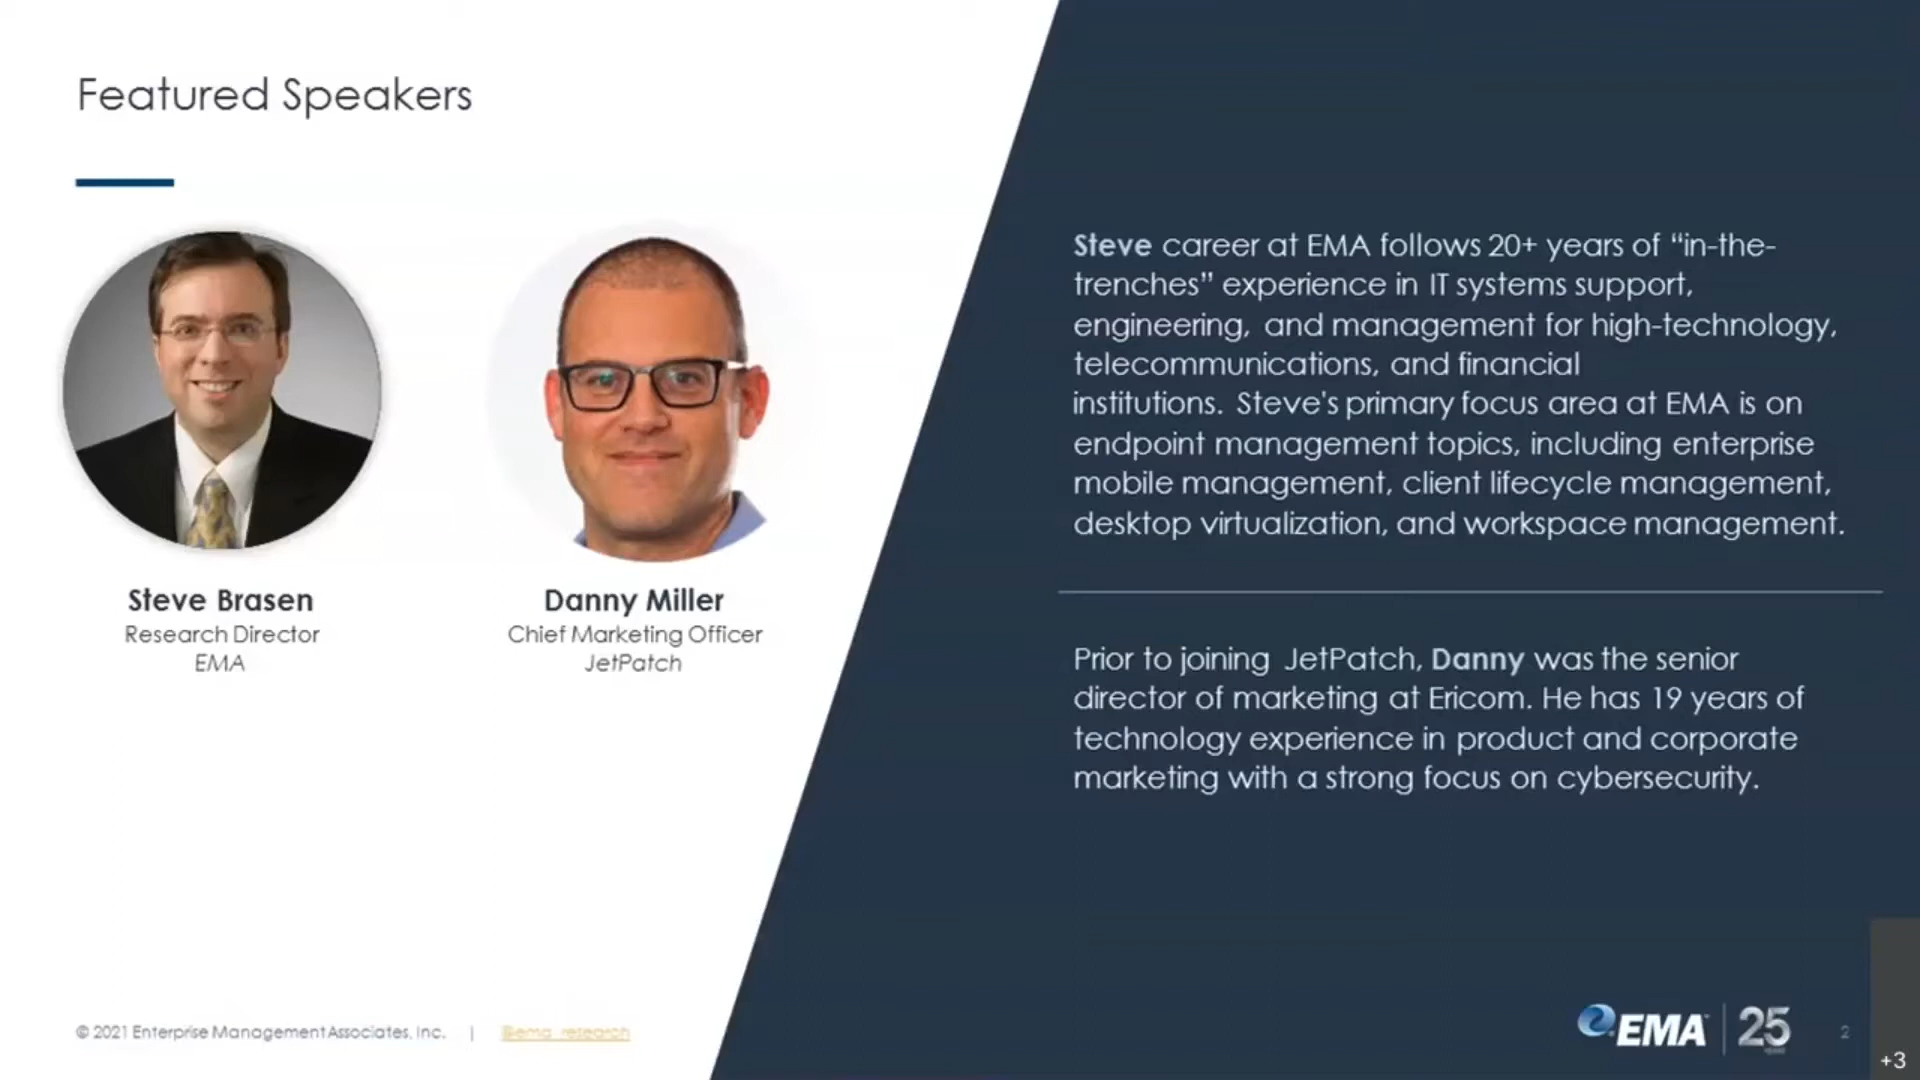 Featured Speakers
Steve Brasen
Research Director
EMA
Danny Miller
Chief Marketing Officer
JetPatch
Steve career at EMA follows 20+ years of “in-the-
trenches” experience in IT systems support,
engineering, and management for high-technology,
telecommunications, and financial
institutions. Steve's primary focus area at EMA is on
endpoint management topics, including enterprise
mobile management, client lifecycle management,
desktop virtualization, and workspace management.
Prior to joining JetPatch, Danny was the senior
director of marketing at Ericom. He has 19 years of
technology experience in product and corporate
marketing with a strong focus on cybersecurity.
© 2021 Enterprise Management Associates, Inc. | @ema_research
EMA | 25
2
+3